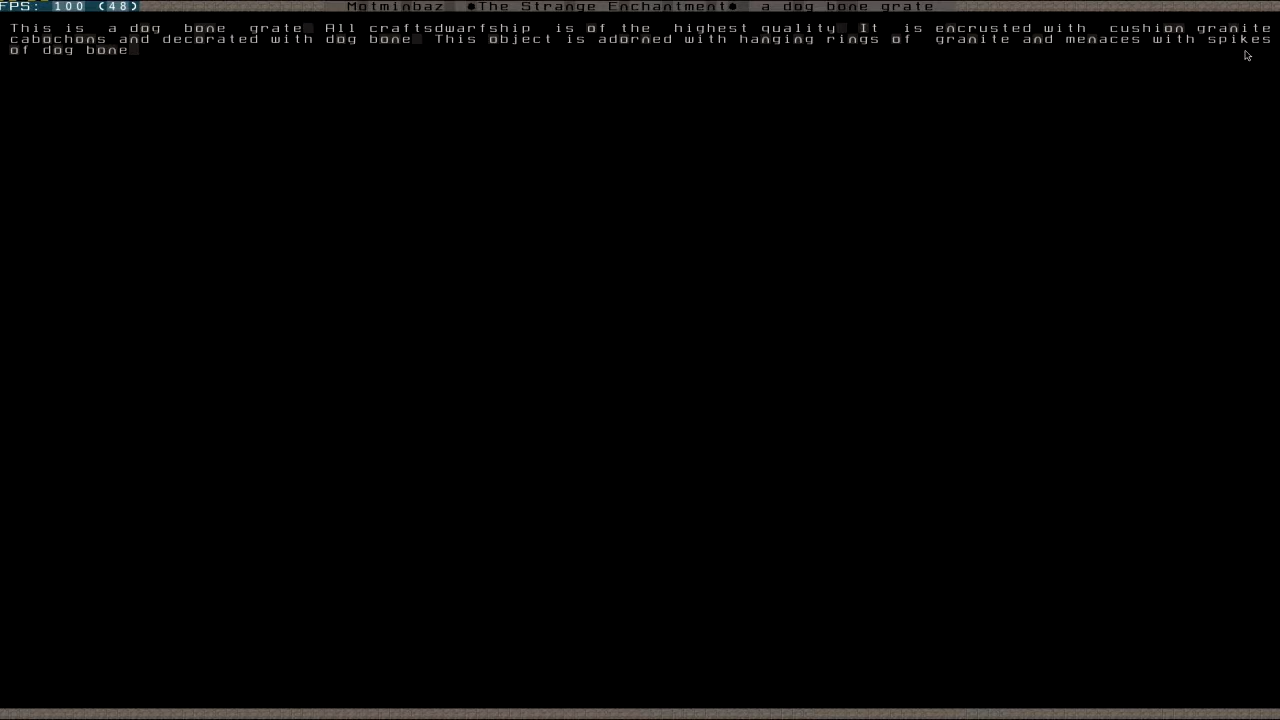 FPS: 100 (48) Motminbaz •The Strange Enchantment• a dog bone grate
This is a dog bone grate. All craftsdwarfship is of the highest quality. It is encrusted with cushion granite
cabochons and decorated with dog bone. This object is adorned with hanging rings of granite and menaces with spikes
of dog bone.